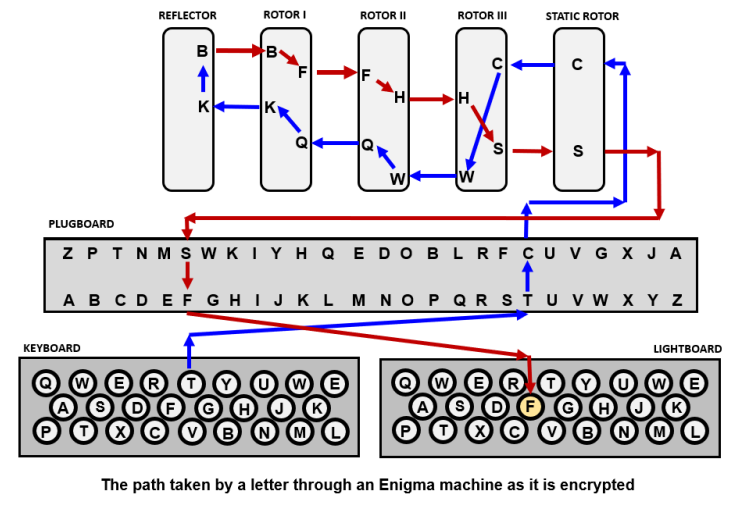 REFLECTOR ROTOR I ROTOR II ROTOR III STATIC ROTOR
B B C C
F F
K K H H
Q Q S S
W W
PLUGBOARD
Z P T N M S W K I Y H Q E D O B L R F C U V G X J A
A B C D E F G H I J K L M N O P Q R S T U V W X Y Z
KEYBOARD LIGHTBOARD
Q W E R T Y U W E Q W E R T Y U W E
A S D F G H J K A S D F G H J K
P T X C V B N M L P T X C V B N M L
The path taken by a letter through an Enigma machine as it is encrypted